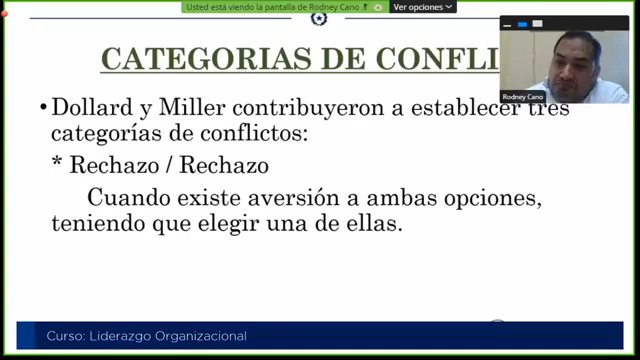 Usted está viendo la pantalla de Rodney Cano
Ver opciones
CATEGORIAS DE CONFLI
Rodney Cano
•Dollard y Miller contribuyeron a establecer tres
categorías de conflictos:
* Rechazo / Rechazo
Cuando existe aversión a ambas opciones,
teniendo que elegir una de ellas.
Curso: Liderazgo Organizacional